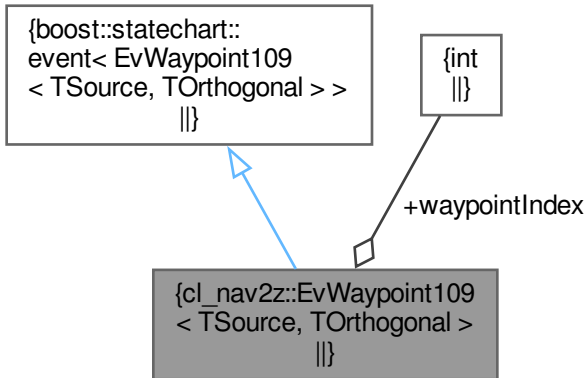 {boost::statechart::
event< EvWaypoint109
< TSource, TOrthogonal > >
||}
{int
||}
+waypointIndex
{cl_nav2z::EvWaypoint109
< TSource, TOrthogonal >
||}